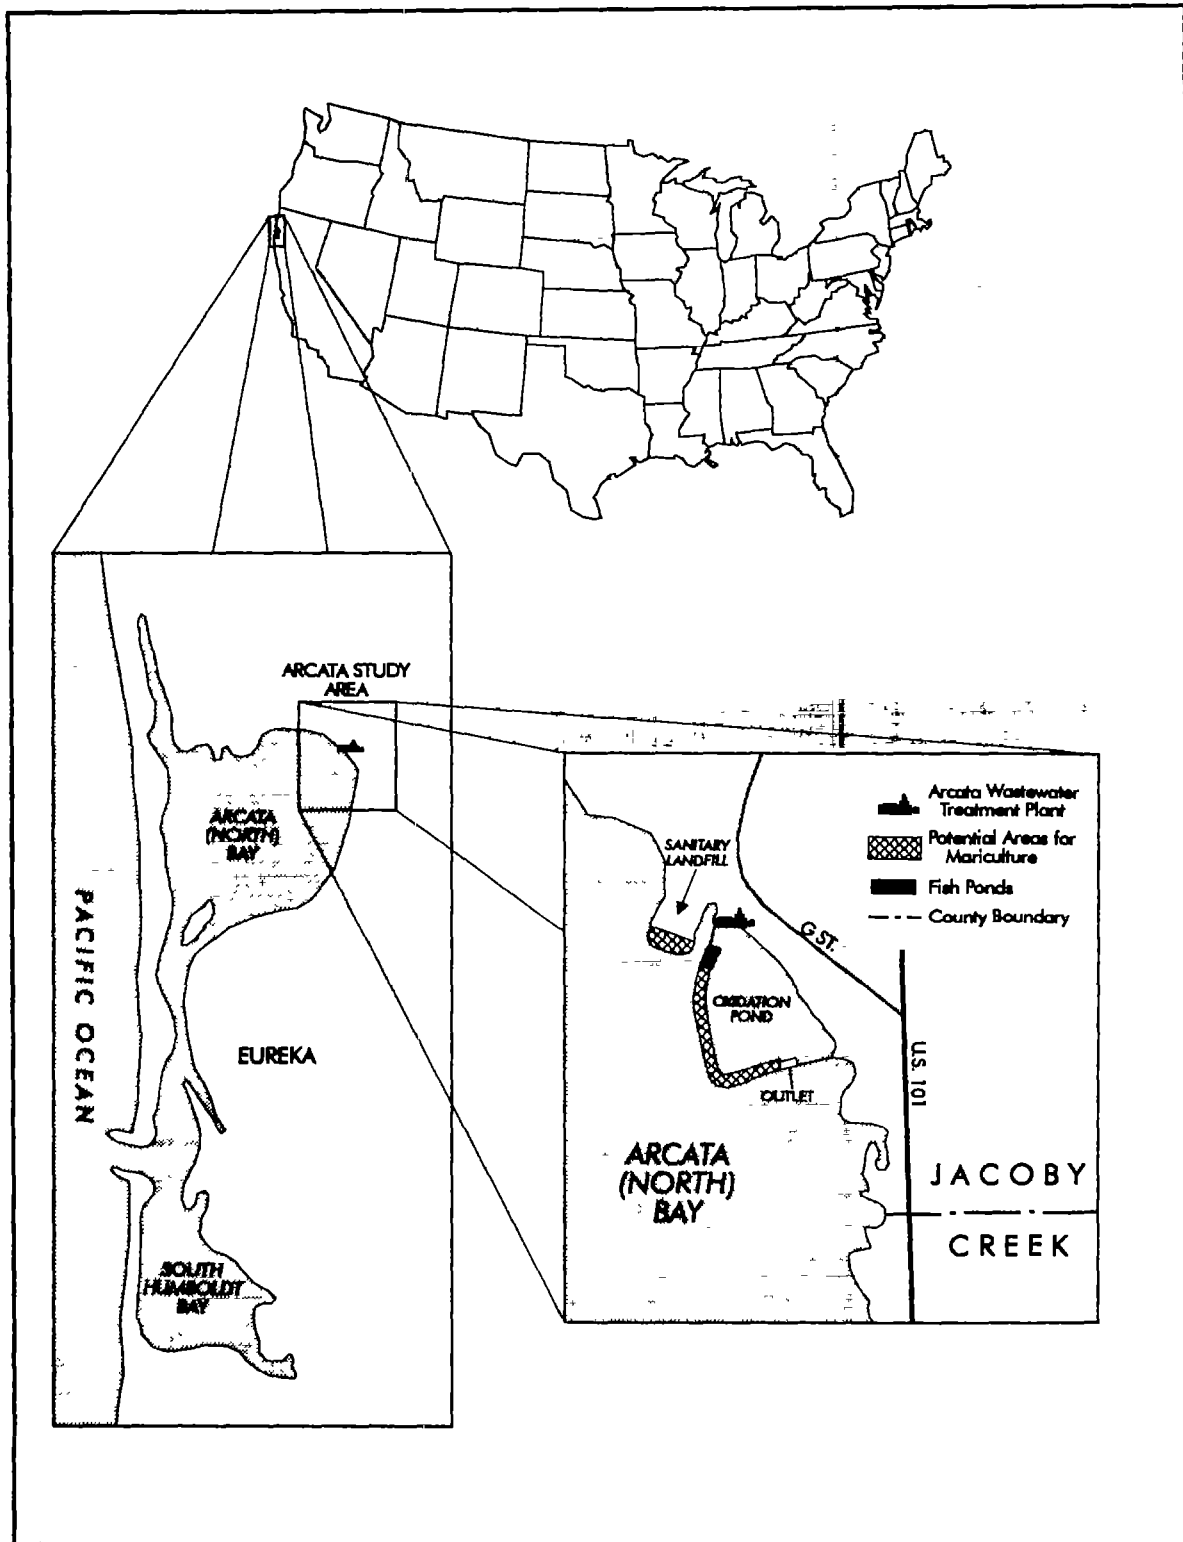 ARCATA STUDY
AREA
ARCATA
(NORTH)
BAY
PACIFIC OCEAN
EUREKA
SOUTH
HUMBOLDT
BAY
Arcata Wastewater
Treatment Plant
Potential Areas for
Mariculture
Fish Ponds
County Boundary
SANITARY
LANDFILL
G ST.
OXIDATION
POND
OUTLET
U.S. 101
ARCATA
(NORTH)
BAY
JACOBY
CREEK